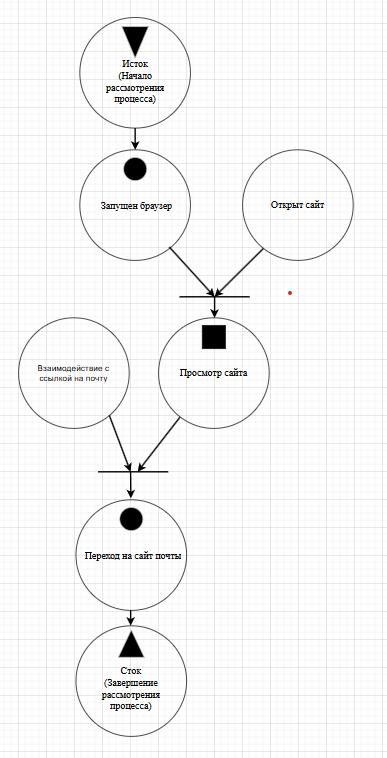 Исток
(Начало
рассмотрения
процесса)
Запущен браузер
Открыт сайт
Взаимодействие с
ссылкой на почту
Просмотр сайта
Переход на сайт почты
Сток
(Завершение
рассмотрения
процесса)